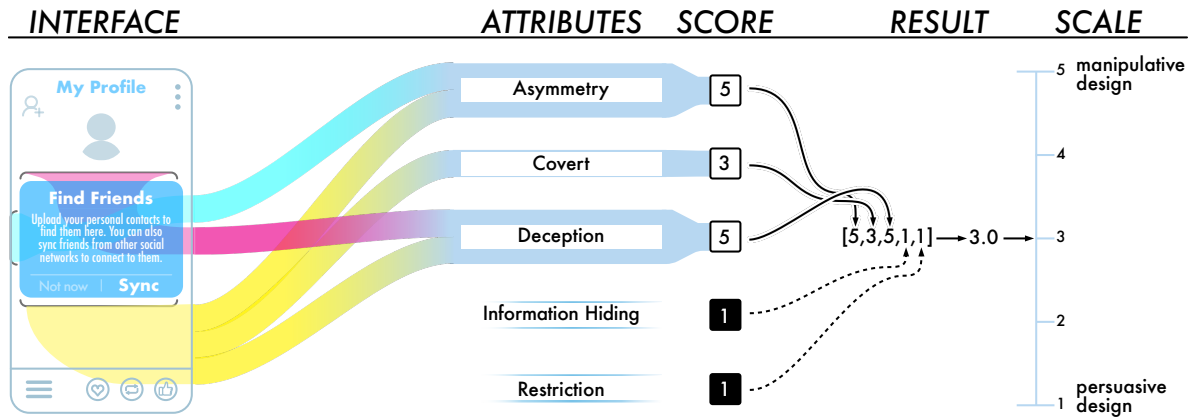 INTERFACE
ATTRIBUTES
SCORE
RESULT
SCALE
My Profile
Find Friends
Upload your personal contacts to
find them here. You can also
sync friends from other social
networks to connect to them.
Not now
Sync
Asymmetry
5
Covert
3
Deception
5
Information Hiding
1
Restriction
1
[5,3,5,1,1]
3.0
5
manipulative
design
4
3
2
1
persuasive
design